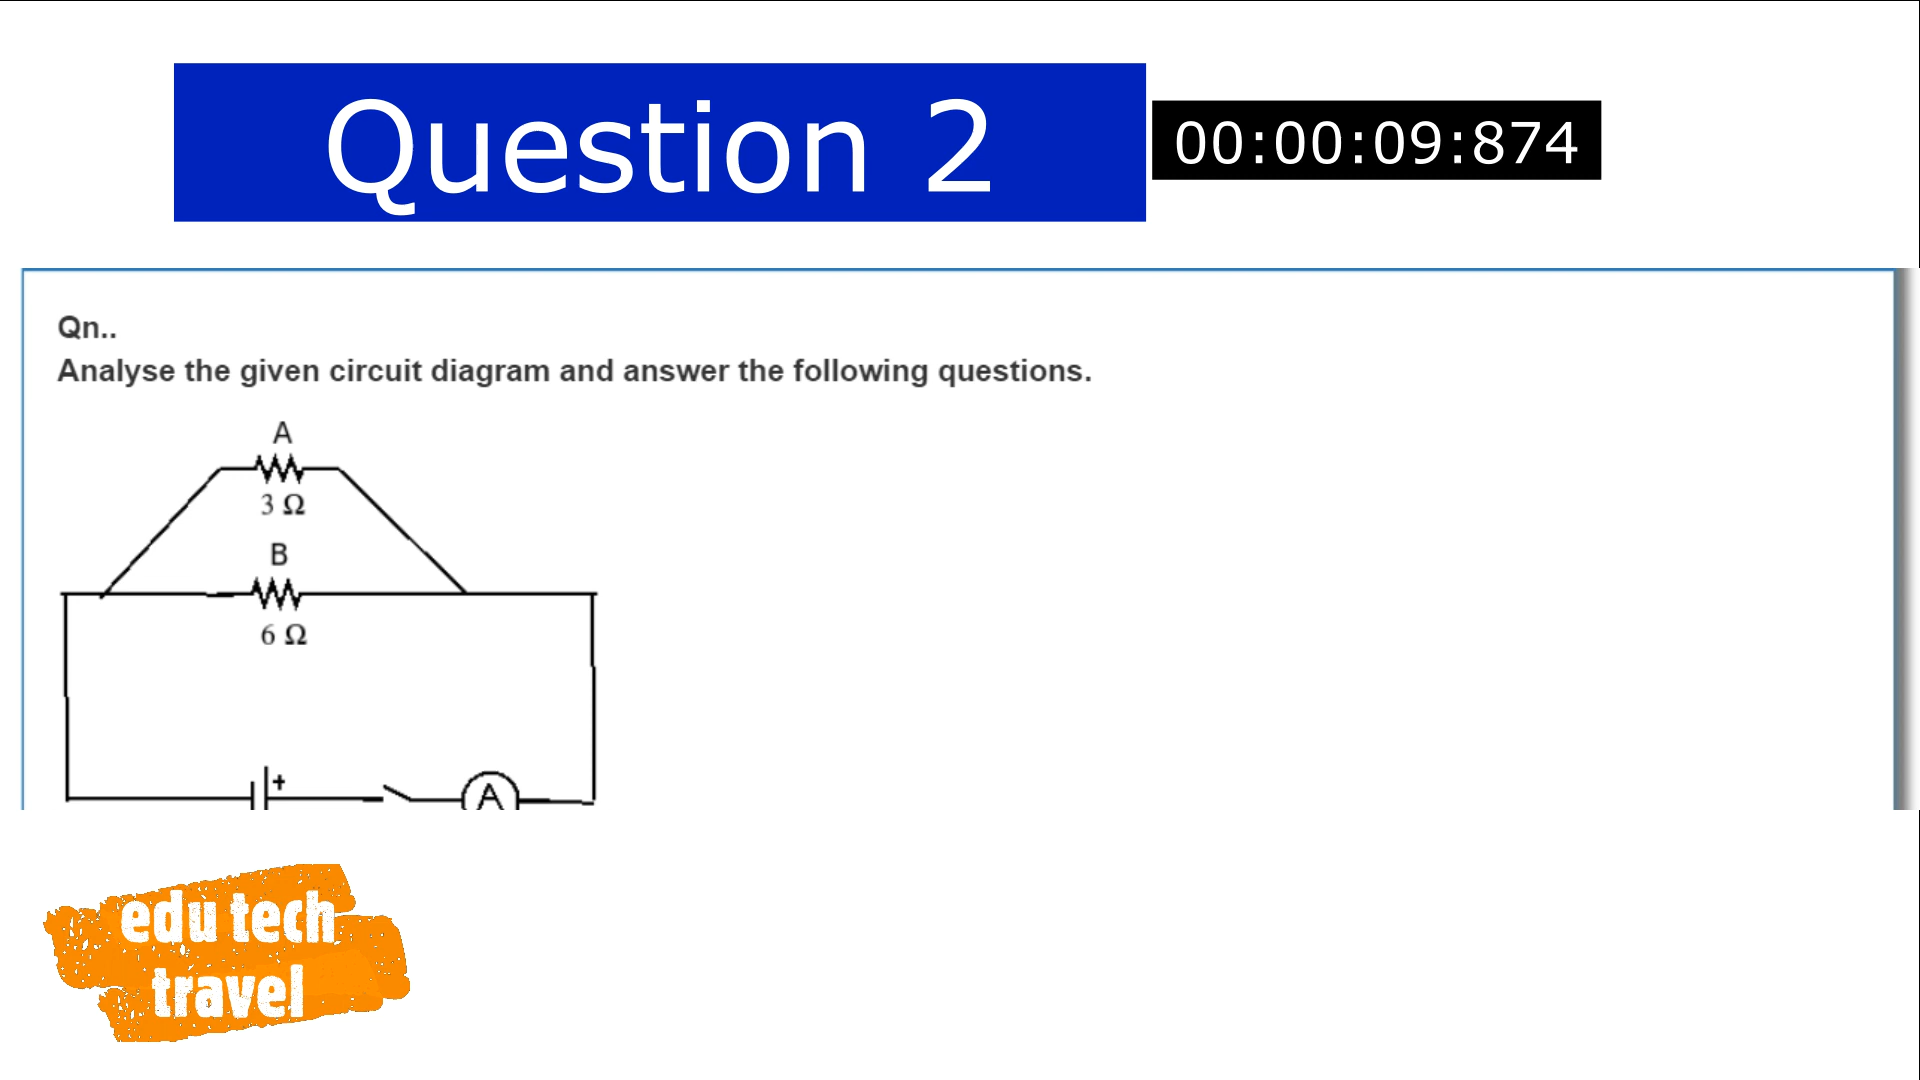 Question 2
00:00:09:874
Qn..
Analyse the given circuit diagram and answer the following questions.
A
3 Ω
B
6 Ω
+
A
edu tech
travel